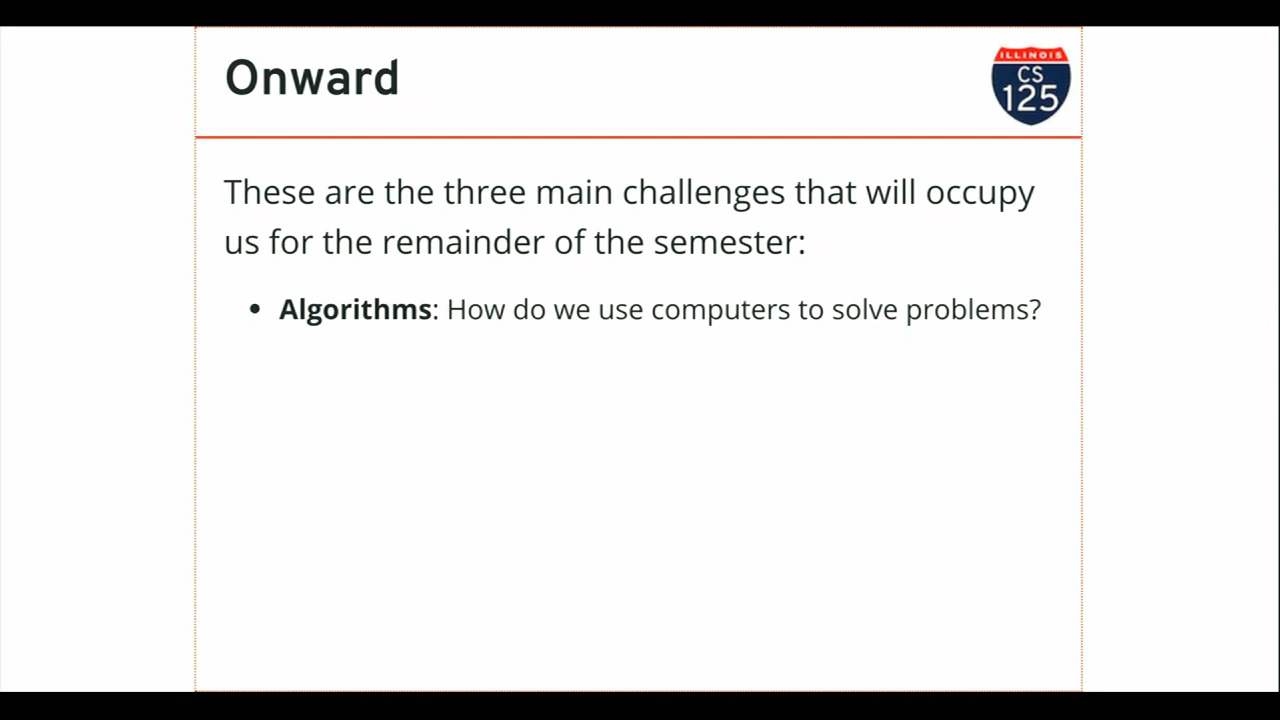 Onward
ILLINOIS
CS
125
These are the three main challenges that will occupy
us for the remainder of the semester:
• Algorithms: How do we use computers to solve problems?